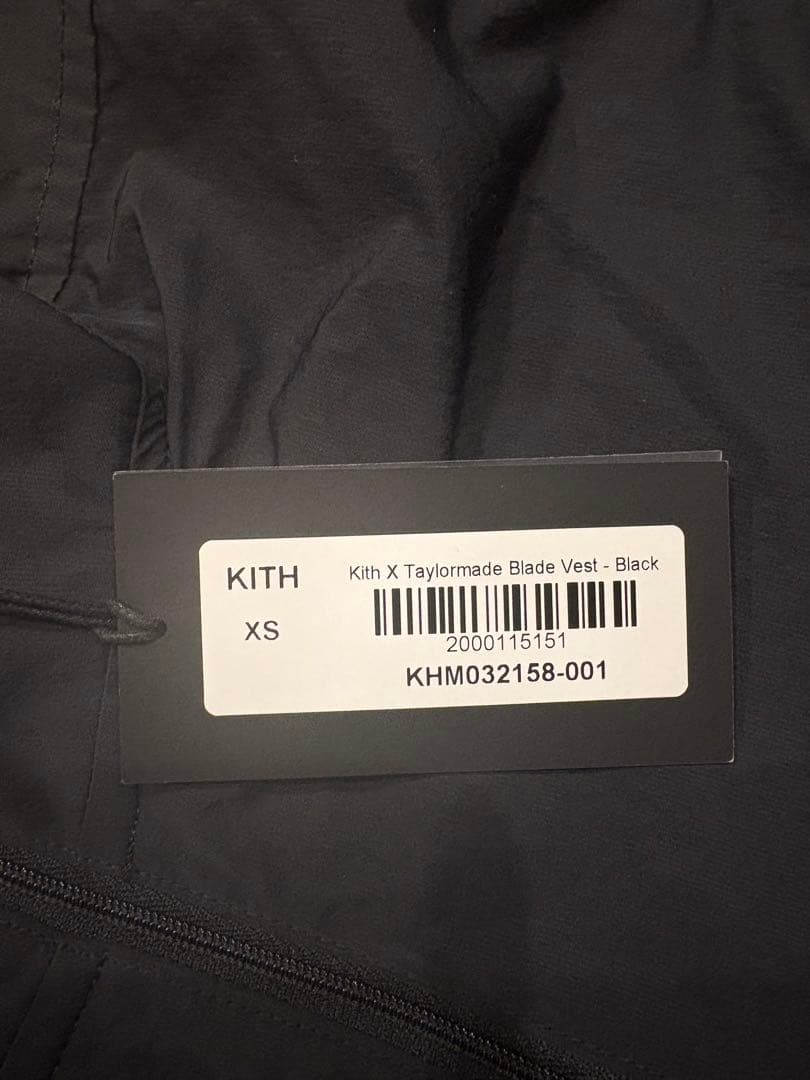 KITH
XS
Kith X Taylormade Blade Vest - Black
2000115151
KHM032158-001